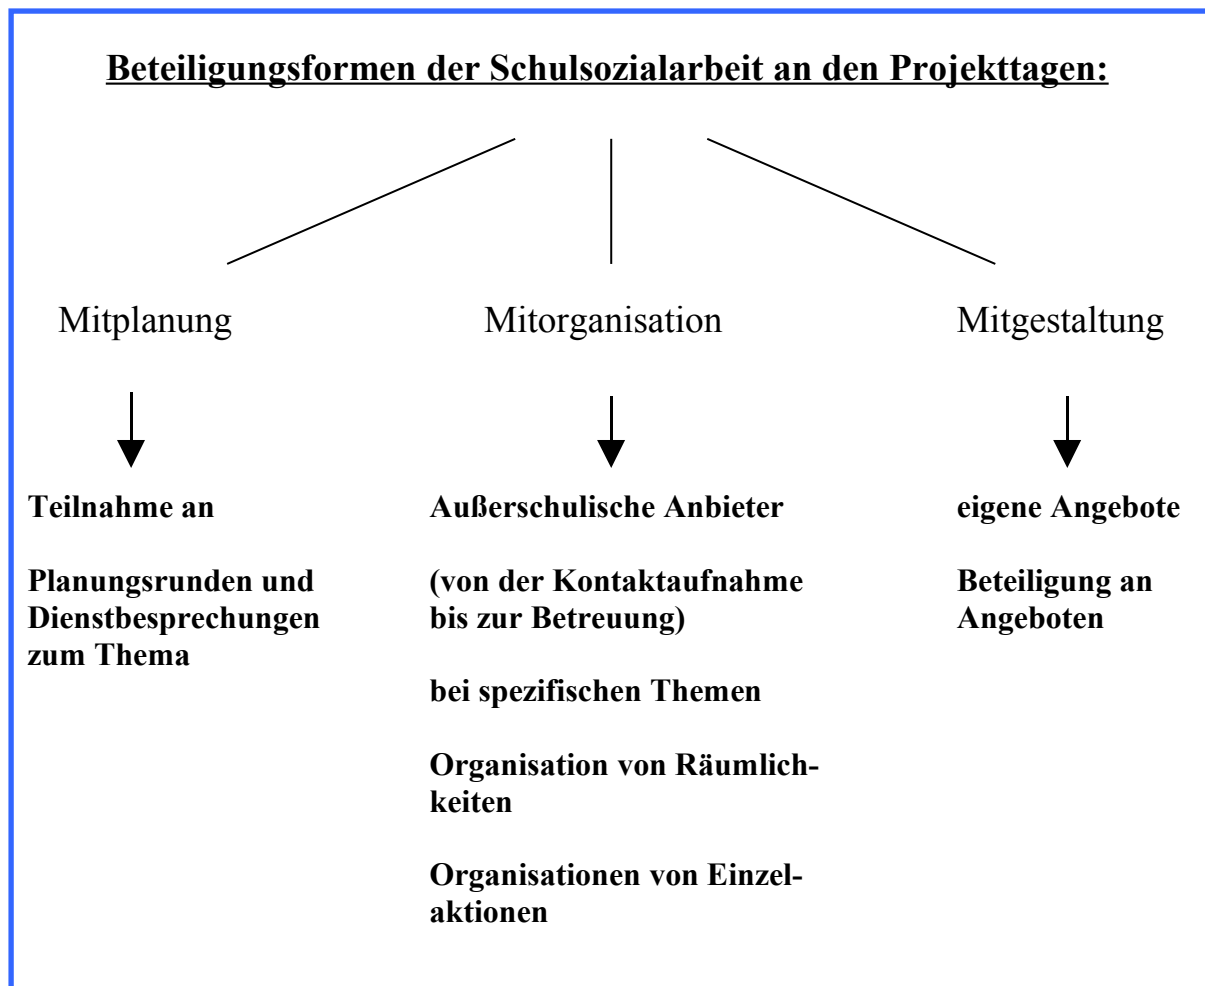 Beteiligungsformen der Schulsozialarbeit an den Projekttagen:
Mitplanung
Mitorganisation
Mitgestaltung
Teilnahme an
Planungsrunden und
Dienstbesprechungen
zum Thema
Außerschulische Anbieter
(von der Kontaktaufnahme
bis zur Betreuung)
bei spezifischen Themen
Organisation von Räumlich-
keiten
Organisationen von Einzel-
aktionen
eigene Angebote
Beteiligung an
Angeboten